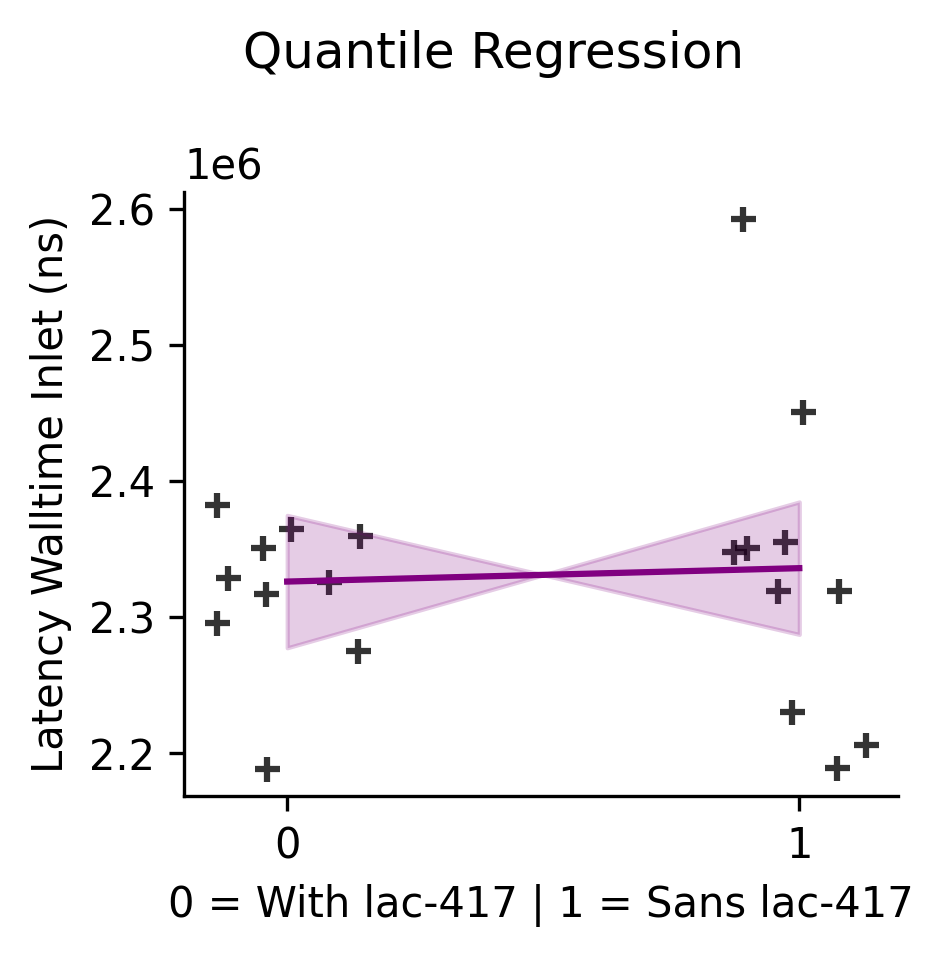 Quantile Regression
1e6
2.6
2.5
2.4
2.3
2.2
Latency Walltime Inlet (ns)
0 1
0 = With lac-417 | 1 = Sans lac-417